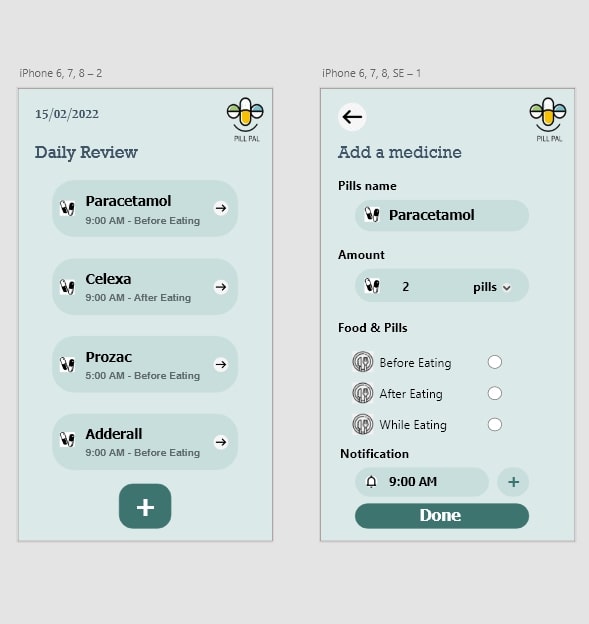 iPhone 6, 7, 8 – 2
15/02/2022
PILL PAL
Daily Review
Paracetamol
9:00 AM - Before Eating
Celexa
9:00 AM - After Eating
Prozac
5:00 AM - Before Eating
Adderall
9:00 AM - Before Eating
+
iPhone 6, 7, 8, SE – 1
PILL PAL
Add a medicine
Pills name
Paracetamol
Amount
2 pills
Food & Pills
Before Eating
After Eating
While Eating
Notification
9:00 AM +
Done